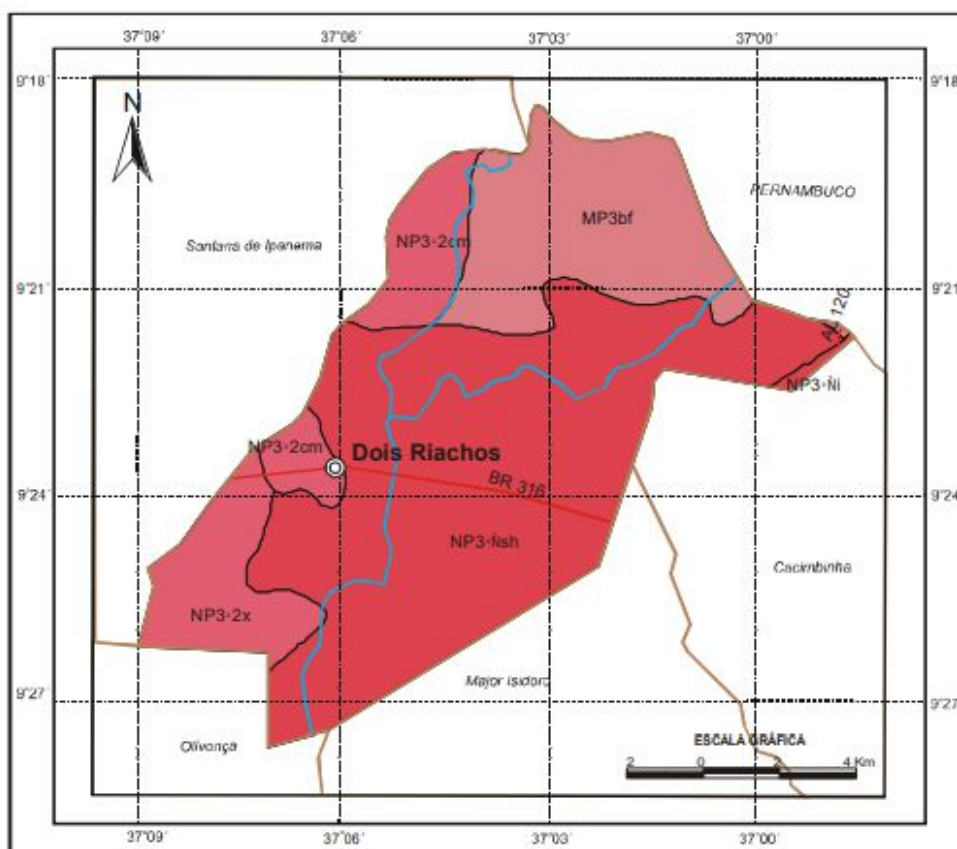 37°09´ 37°06´ 37°03´ 37°00´
9°18´ 9°18´
N
PERNAMBUCO
MP3bf
NP3-2cm
Santana de Ipanema
9°21´ 9°21´
AL 120
NP3-Ñi
NP3-2cm Dois Riachos
BR 316
9°24´ 9°24´
NP3-Ñsh
Cacimbinha
NP3-2x
Major Isidoro
9°27´ 9°27´
Olivença
ESCALA GRÁFICA
2 0 2 4 Km
37°09´ 37°06´ 37°03´ 37°00´